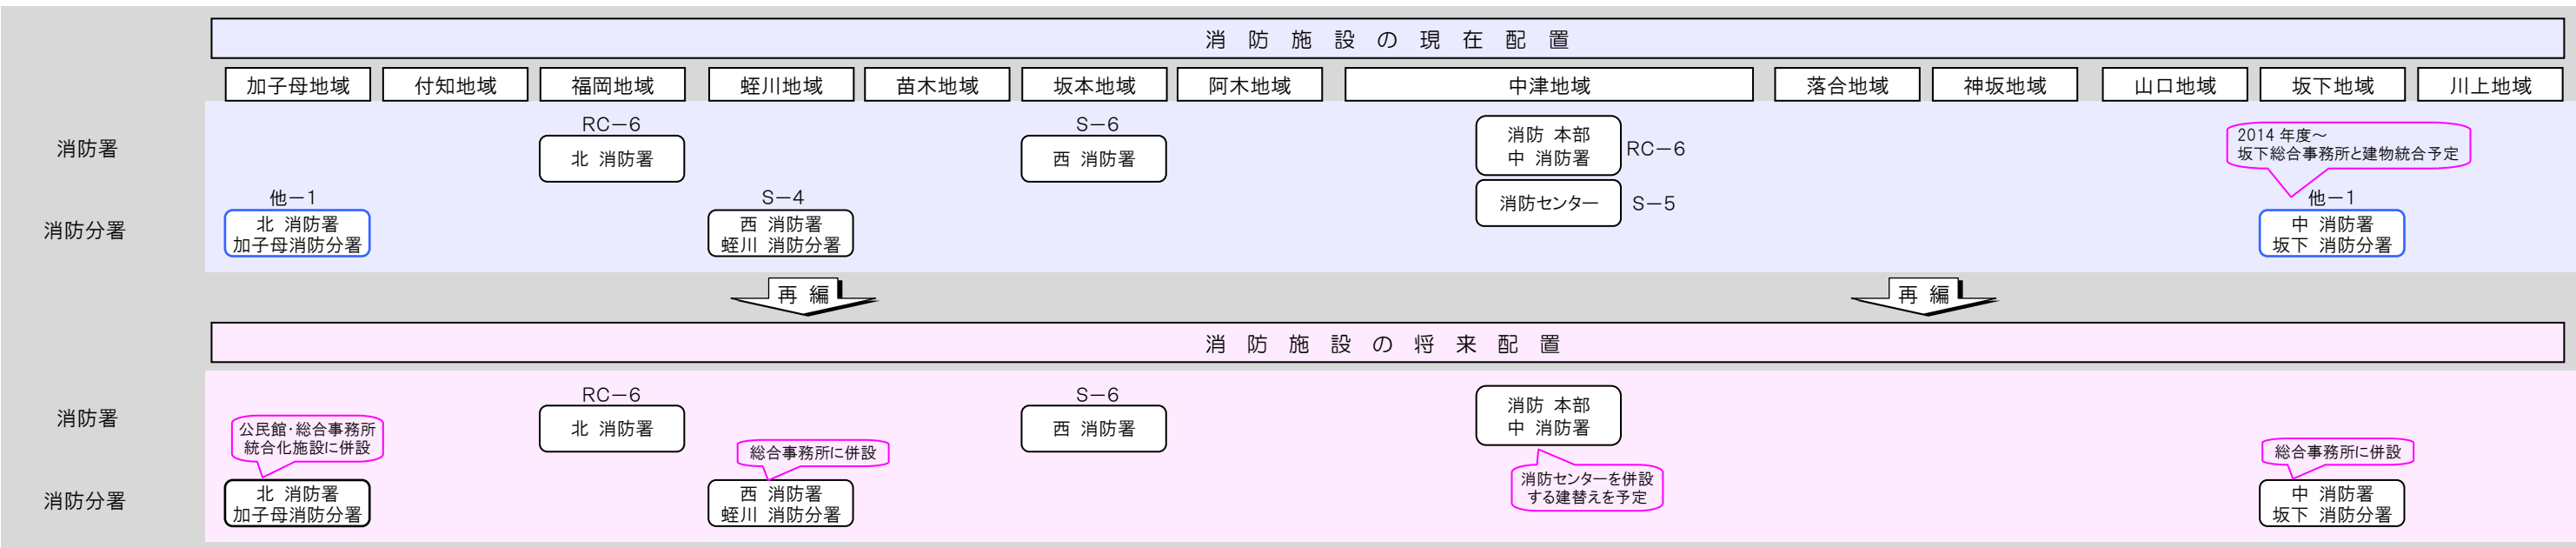 消防施設の現在配置
加子母地域 付知地域 福岡地域 蛭川地域 苗木地域 坂本地域 阿木地域 中津地域 落合地域 神坂地域 山口地域 坂下地域 川上地域
消防署
RC－6
北 消防署
S－6
西 消防署
消防 本部
中 消防署
RC－6
2014 年度～
坂下総合事務所と建物統合予定
消防分署
他－1
北 消防署
加子母消防分署
S－4
西 消防署
蛭川 消防分署
消防センター
S－5
他－1
中 消防署
坂下 消防分署
再 編
再 編
消防施設の将来配置
消防署
RC－6
北 消防署
S－6
西 消防署
消防 本部
中 消防署
消防分署
公民館・総合事務所
統合化施設に併設
北 消防署
加子母消防分署
総合事務所に併設
西 消防署
蛭川 消防分署
消防センターを併設
する建替えを予定
総合事務所に併設
中 消防署
坂下 消防分署